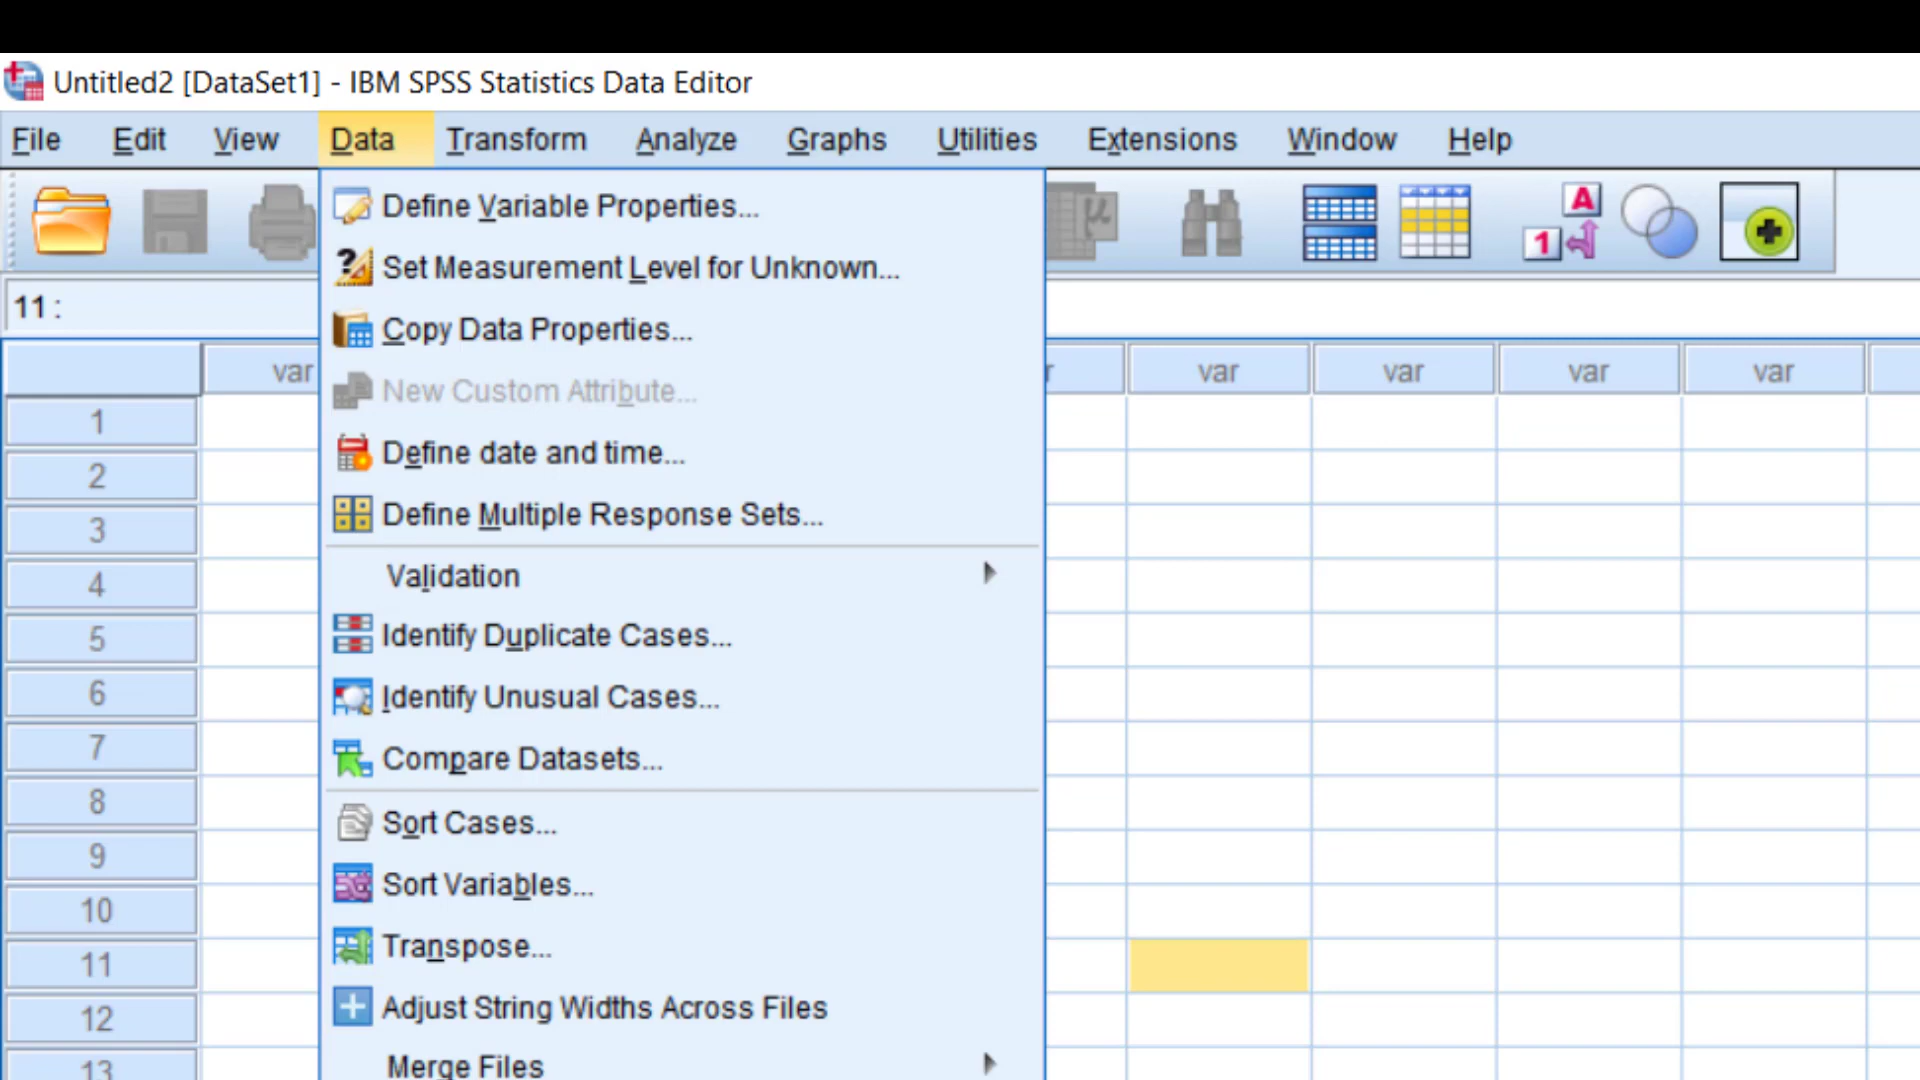 Untitled2 [DataSet1] - IBM SPSS Statistics Data Editor
File Edit View Data Transform Analyze Graphs Utilities Extensions Window Help
A
1
μ
11 :
var var var var var
Define Variable Properties...
Set Measurement Level for Unknown...
Copy Data Properties...
New Custom Attribute...
Define date and time...
Define Multiple Response Sets...
Validation
Identify Duplicate Cases...
Identify Unusual Cases...
Compare Datasets...
Sort Cases...
Sort Variables...
Transpose...
Adjust String Widths Across Files
Merge Files
1
2
3
4
5
6
7
8
9
10
11
12
13